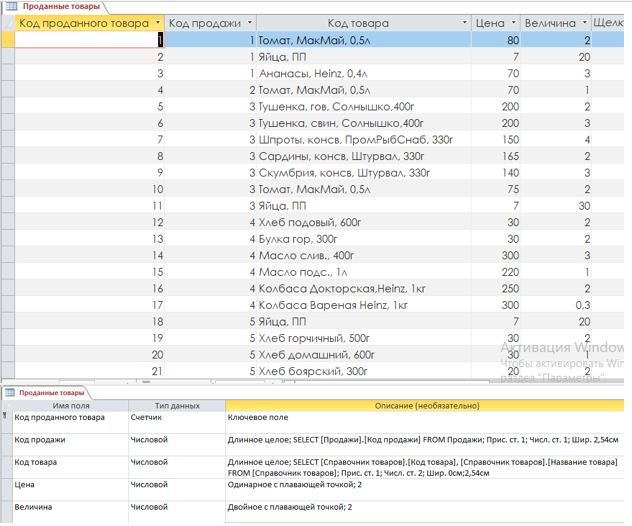 Проданные товары
Код проданного товара Код продажи Код товара Цена Величина Щелк
1 1 Томат, МакМай, 0,5л 80 2
2 1 Яйца, ПП 7 20
3 1 Ананасы, Heinz, 0,4л 70 3
4 2 Томат, МакМай, 0,5л 70 1
5 3 Тушенка, гов, Солнышко,400г 200 2
6 3 Тушенка, свин, Солнышко,400г 200 3
7 3 Шпроты, консв, ПромРыбСнаб, 330г 150 4
8 3 Сардины, консв, Штурвал, 330г 165 2
9 3 Скумбрия, консв, Штурвал, 330г 140 3
10 3 Томат, МакМай, 0,5л 75 2
11 3 Яйца, ПП 7 30
12 4 Хлеб подовый, 600г 30 2
13 4 Булка гор, 300г 30 2
14 4 Масло слив., 400г 300 3
15 4 Масло подс., 1л 220 1
16 4 Колбаса Докторская,Heinz, 1кг 250 2
17 4 Колбаса Вареная Heinz, 1кг 300 0,3
18 5 Яйца, ПП 7 20
19 5 Хлеб горчичный, 500г 30 2
20 5 Хлеб домашний, 600г 30 1
21 5 Хлеб боярский, 300г 20 2
Активация Window
Чтобы активировать Wir
раздел "Параметры".
Проданные товары
Имя поля Тип данных Описание (необязательно)
Код проданного товара Счетчик Ключевое поле
Код продажи Числовой Длинное целое; SELECT [Продажи].[Код продажи] FROM Продажи; Прис. ст. 1; Числ. ст. 1; Шир. 2,54см
Код товара Числовой Длинное целое; SELECT [Справочник товаров].[Код товара], [Справочник товаров].[Название товара]
FROM [Справочник товаров]; Прис. ст. 1; Числ. ст. 2; Шир. 0см;2,54см
Цена Числовой Одинарное с плавающей точкой; 2
Величина Числовой Двойное с плавающей точкой; 2